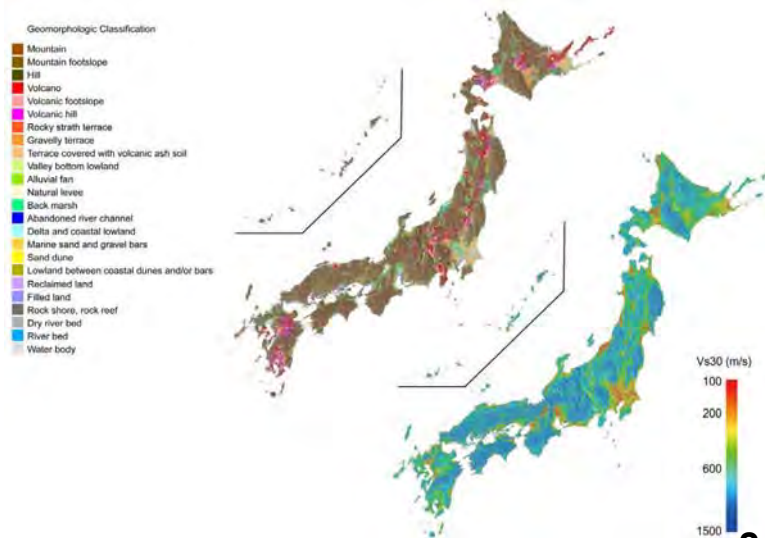 Geomorphologic Classification
Mountain
Mountain footslope
Hill
Volcano
Volcanic footslope
Volcanic hill
Rocky strath terrace
Gravelly terrace
Terrace covered with volcanic ash soil
Valley bottom lowland
Alluvial fan
Natural levee
Back marsh
Abandoned river channel
Delta and coastal lowland
Marine sand and gravel bars
Sand dune
Lowland between coastal dunes and/or bars
Reclaimed land
Filled land
Rock shore, rock reef
Dry river bed
River bed
Water body
Vs30 (m/s)
100
200
600
1500